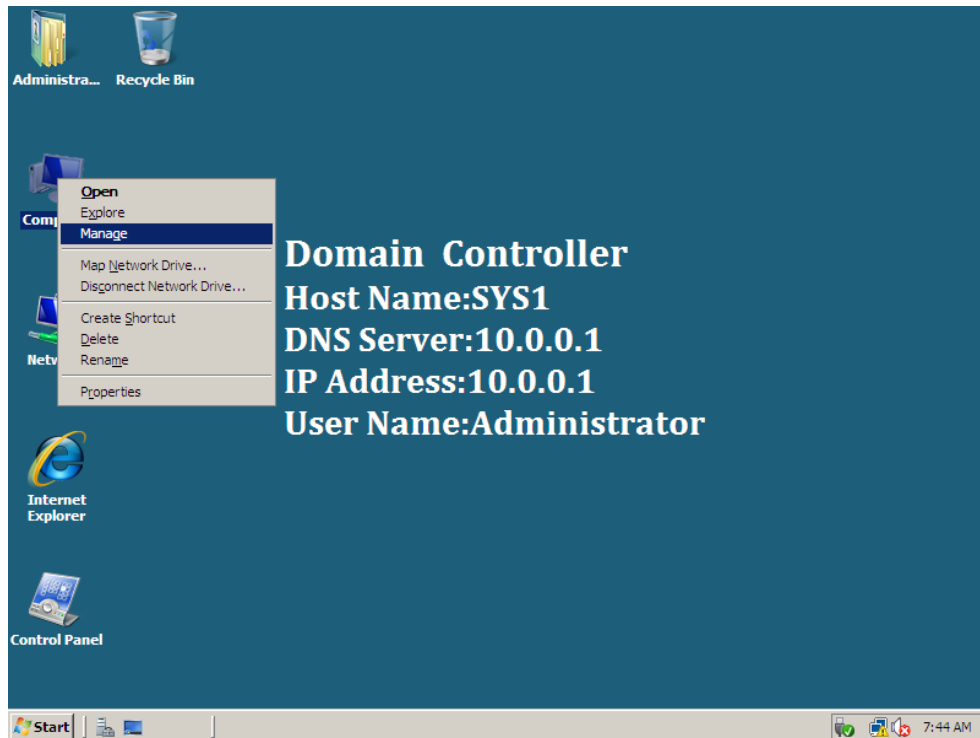 Administra...
Recycle Bin
Comp
Open
Explore
Manage
Map Network Drive...
Disconnect Network Drive...
Create Shortcut
Delete
Rename
Properties
Netw
Domain  Controller
Host Name:SYS1
DNS Server:10.0.0.1
IP Address:10.0.0.1
User Name:Administrator
Internet
Explorer
Control Panel
Start
7:44 AM